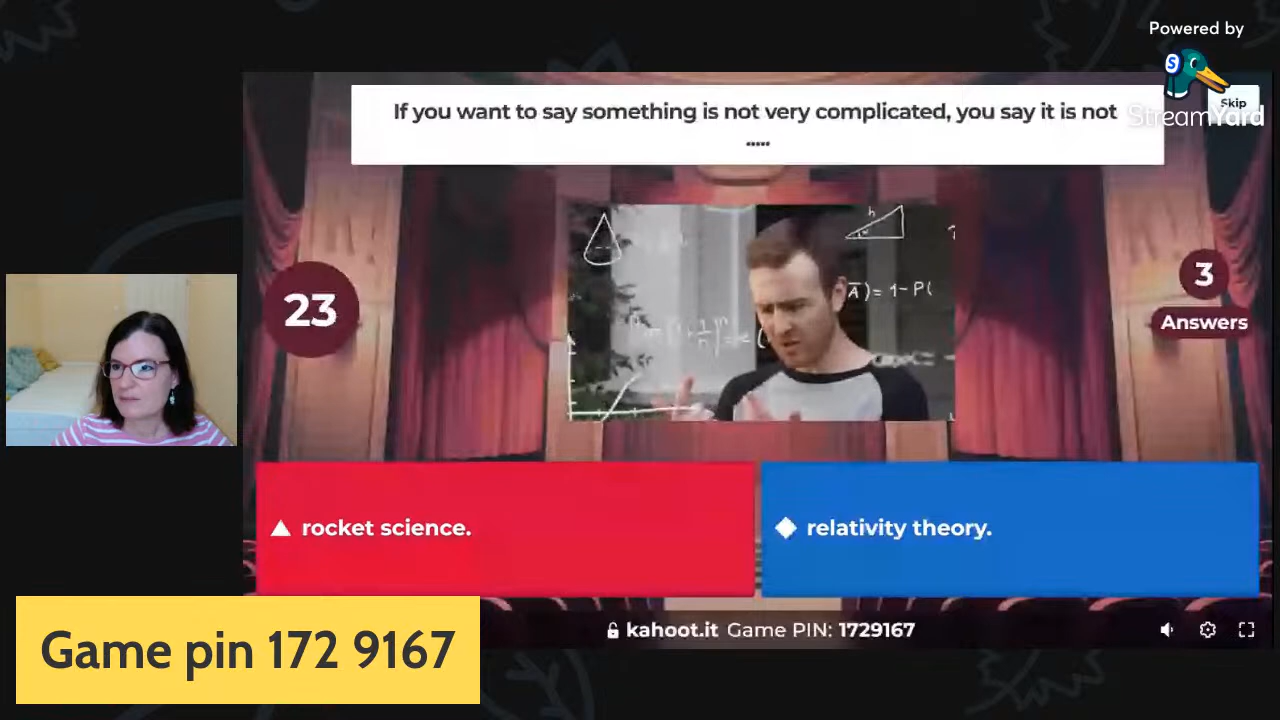 Powered by
StreamYard
Skip
If you want to say something is not very complicated, you say it is not
.....
23
h
A) = 1 - P(
3
Answers
rocket science.
relativity theory.
kahoot.it Game PIN: 1729167
Game pin 172 9167